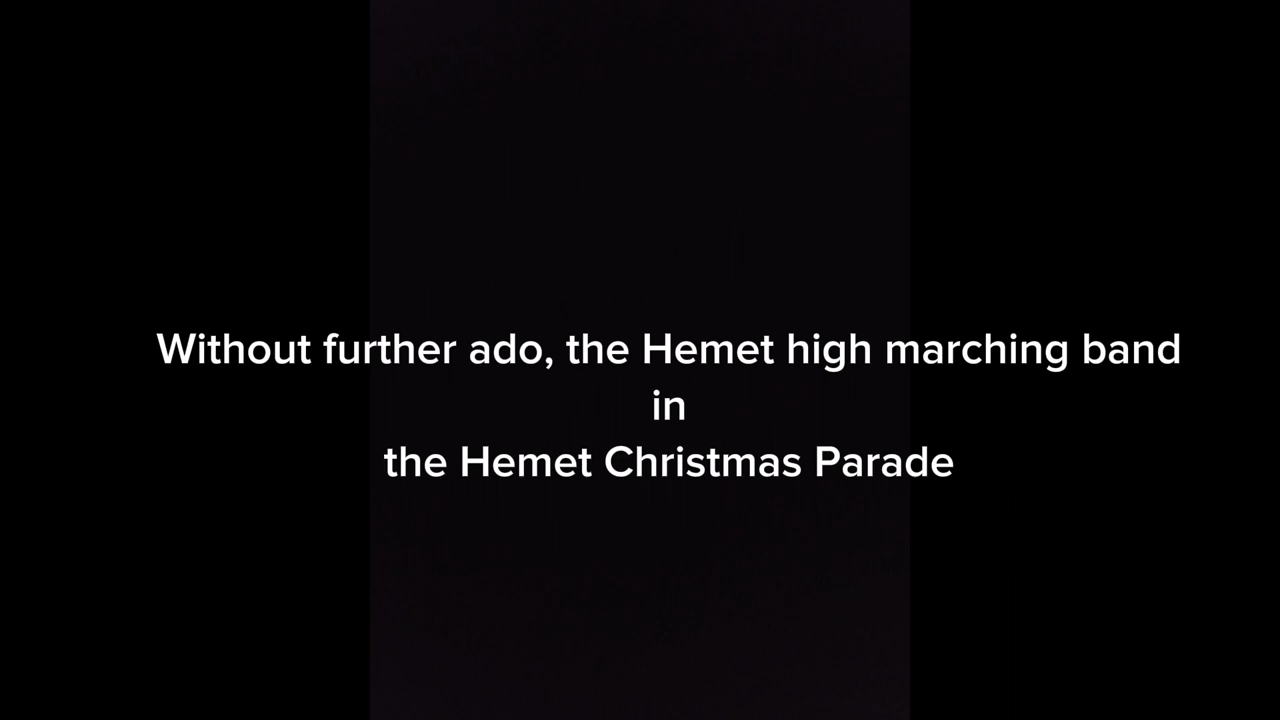 Without further ado, the Hemet high marching band
in
the Hemet Christmas Parade